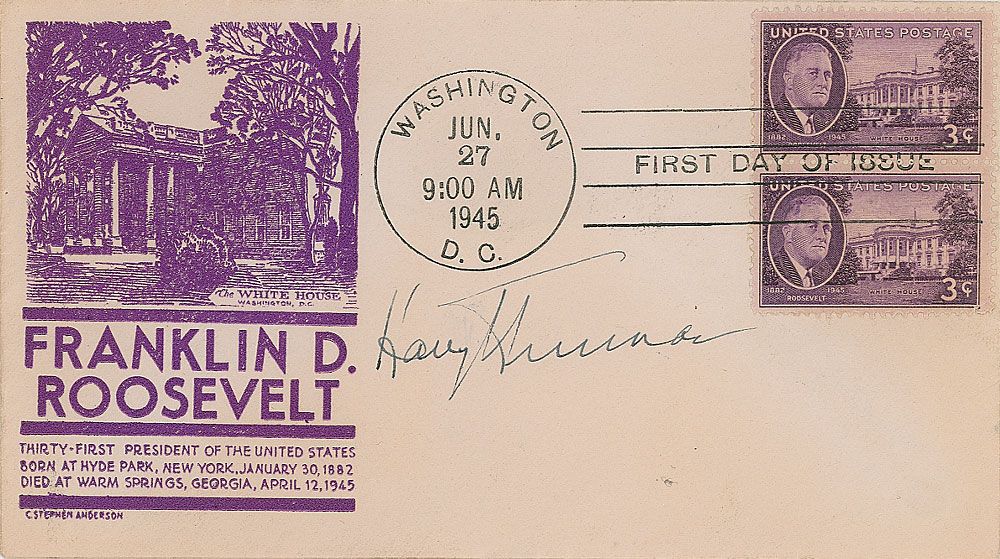 The WHITE HOUSE
WASHINGTON, D.C.
FRANKLIN D.
ROOSEVELT
THIRTY-FIRST PRESIDENT OF THE UNITED STATES
BORN AT HYDE PARK, NEW YORK, JANUARY 30, 1882
DIED AT WARM SPRINGS, GEORGIA, APRIL 12, 1945
C. STEPHEN ANDERSON
WASHINGTON
JUN.
27
9:00 AM
1945
D. C.
FIRST DAY OF ISSUE
UNITED STATES POSTAGE
1882 1945 WHITE HOUSE
3¢
UNITED STATES POSTAGE
1882 1945 WHITE HOUSE
ROOSEVELT
3¢
Harry Truman